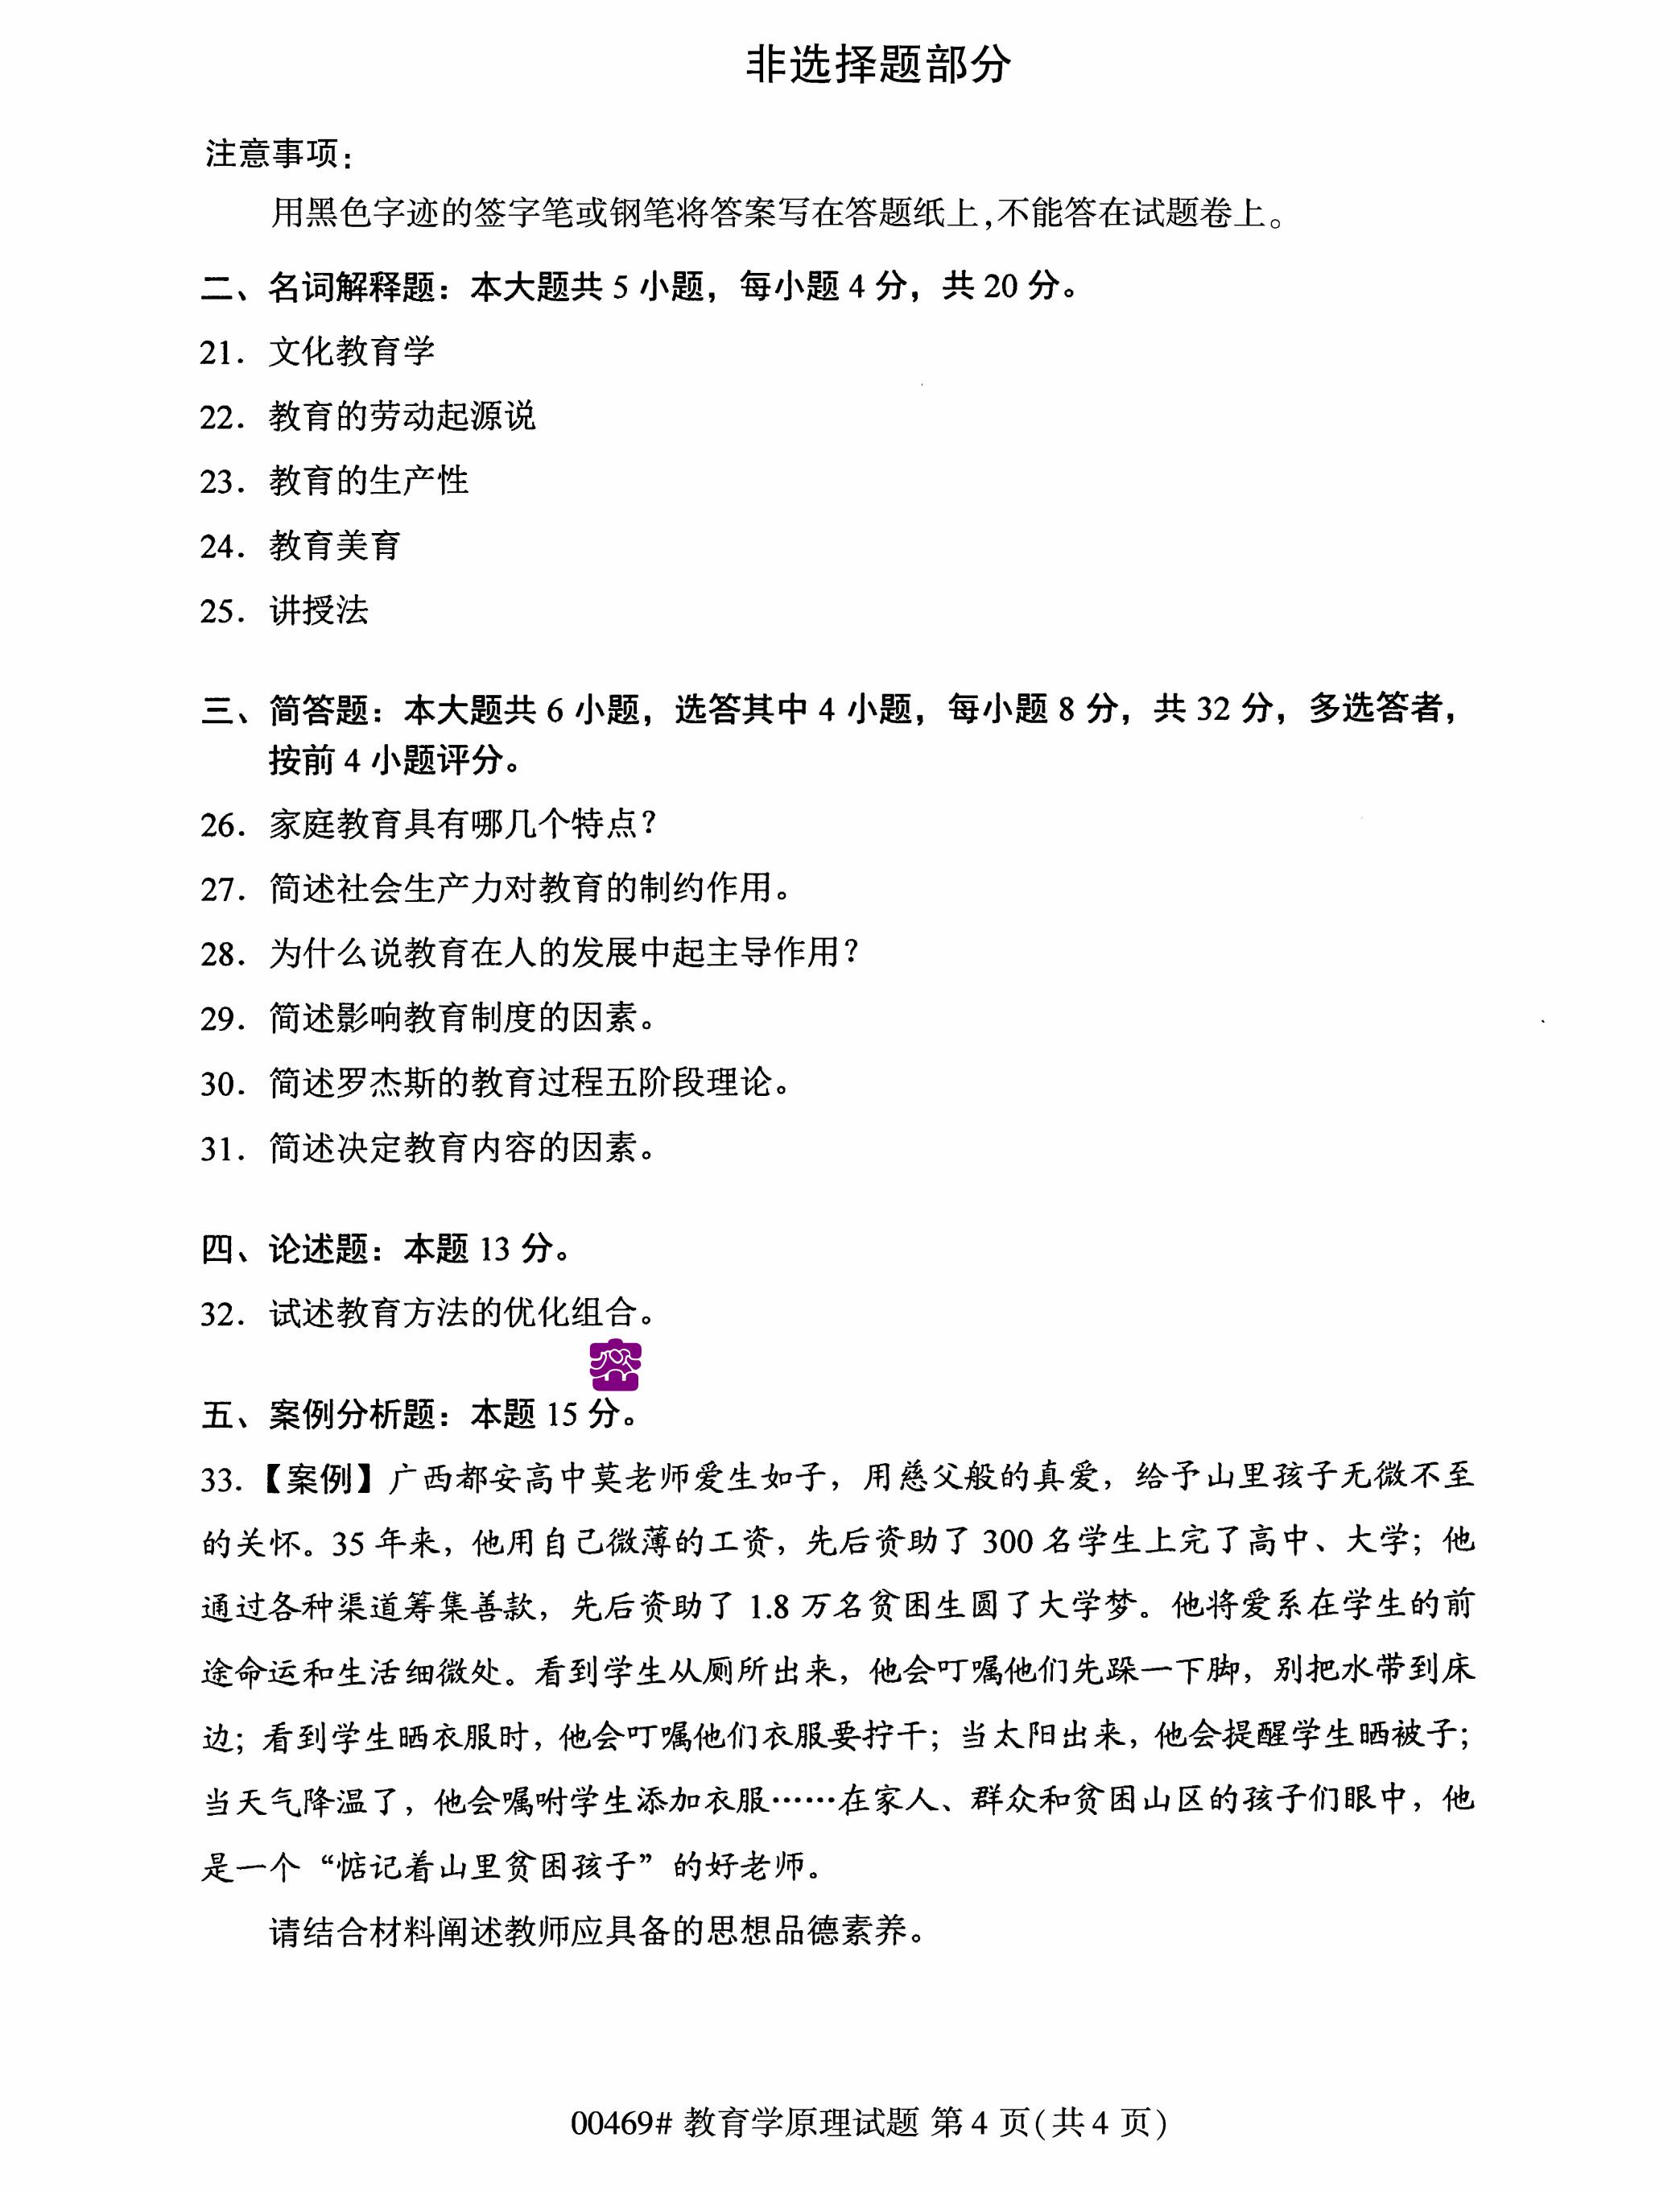 非选择题部分
注意事项：
用黑色字迹的签字笔或钢笔将答案写在答题纸上,不能答在试题卷上。
二、名词解释题：本大题共 5 小题，每小题 4 分，共 20 分。
21．文化教育学
22．教育的劳动起源说
23．教育的生产性
24．教育美育
25．讲授法
三、简答题：本大题共 6 小题，选答其中 4 小题，每小题 8 分，共 32 分，多选答者，
按前 4 小题评分。
26．家庭教育具有哪几个特点？
27．简述社会生产力对教育的制约作用。
28．为什么说教育在人的发展中起主导作用？
29．简述影响教育制度的因素。
30．简述罗杰斯的教育过程五阶段理论。
31．简述决定教育内容的因素。
四、论述题：本题 13 分。
32．试述教育方法的优化组合。
密
五、案例分析题：本题 15 分。
33.【案例】广西都安高中莫老师爱生如子，用慈父般的真爱，给予山里孩子无微不至
的关怀。35 年来，他用自己微薄的工资，先后资助了 300 名学生上完了高中、大学；他
通过各种渠道筹集善款，先后资助了 1.8 万名贫困生圆了大学梦。他将爱系在学生的前
途命运和生活细微处。看到学生从厕所出来，他会叮嘱他们先跺一下脚，别把水带到床
边；看到学生晒衣服时，他会叮嘱他们衣服要拧干；当太阳出来，他会提醒学生晒被子；
当天气降温了，他会嘱咐学生添加衣服……在家人、群众和贫困山区的孩子们眼中，他
是一个“惦记着山里贫困孩子”的好老师。
请结合材料阐述教师应具备的思想品德素养。
00469# 教育学原理试题 第 4 页(共 4 页)